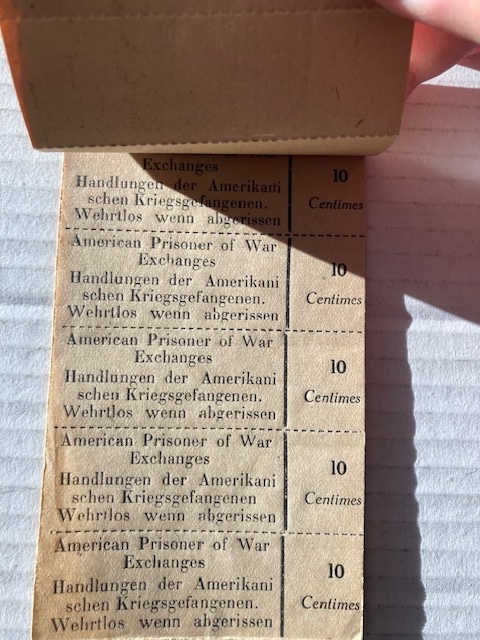 Exchanges
Handlungen der Amerikani
schen Kriegsgefangenen.
Wehrtlos wenn abgerissen
10
Centimes
American Prisoner of War
Exchanges
Handlungen der Amerikani
schen Kriegsgefangenen.
Wehrtlos wenn abgerissen
10
Centimes
American Prisoner of War
Exchanges
Handlungen der Amerikani
schen Kriegsgefangenen.
Wehrtlos wenn abgerissen
10
Centimes
American Prisoner of War
Exchanges
Handlungen der Amerikani
schen Kriegsgefangenen
Wehrtlos wenn abgerissen
10
Centimes
American Prisoner of War
Exchanges
Handlungen der Amerikani
schen Kriegsgefangenen.
Wehrtlos wenn abgerissen
10
Centimes